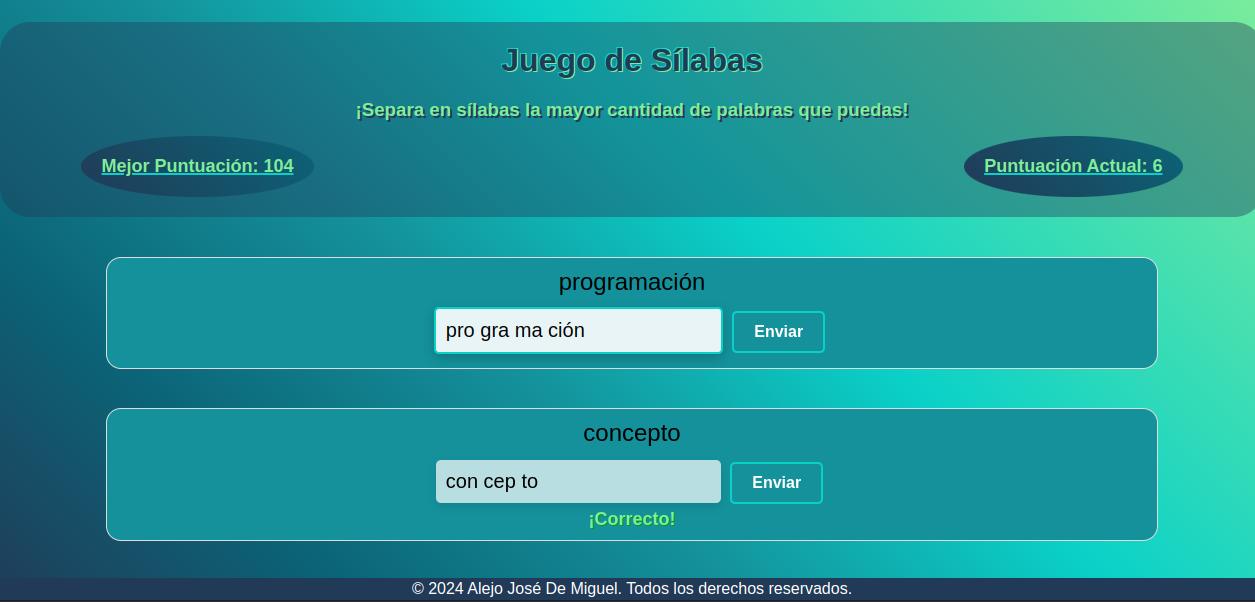 Juego de Sílabas
¡Separa en sílabas la mayor cantidad de palabras que puedas!
Mejor Puntuación: 104
Puntuación Actual: 6
programación
pro gra ma ción
Enviar
concepto
con cep to
Enviar
¡Correcto!
© 2024 Alejo José De Miguel. Todos los derechos reservados.